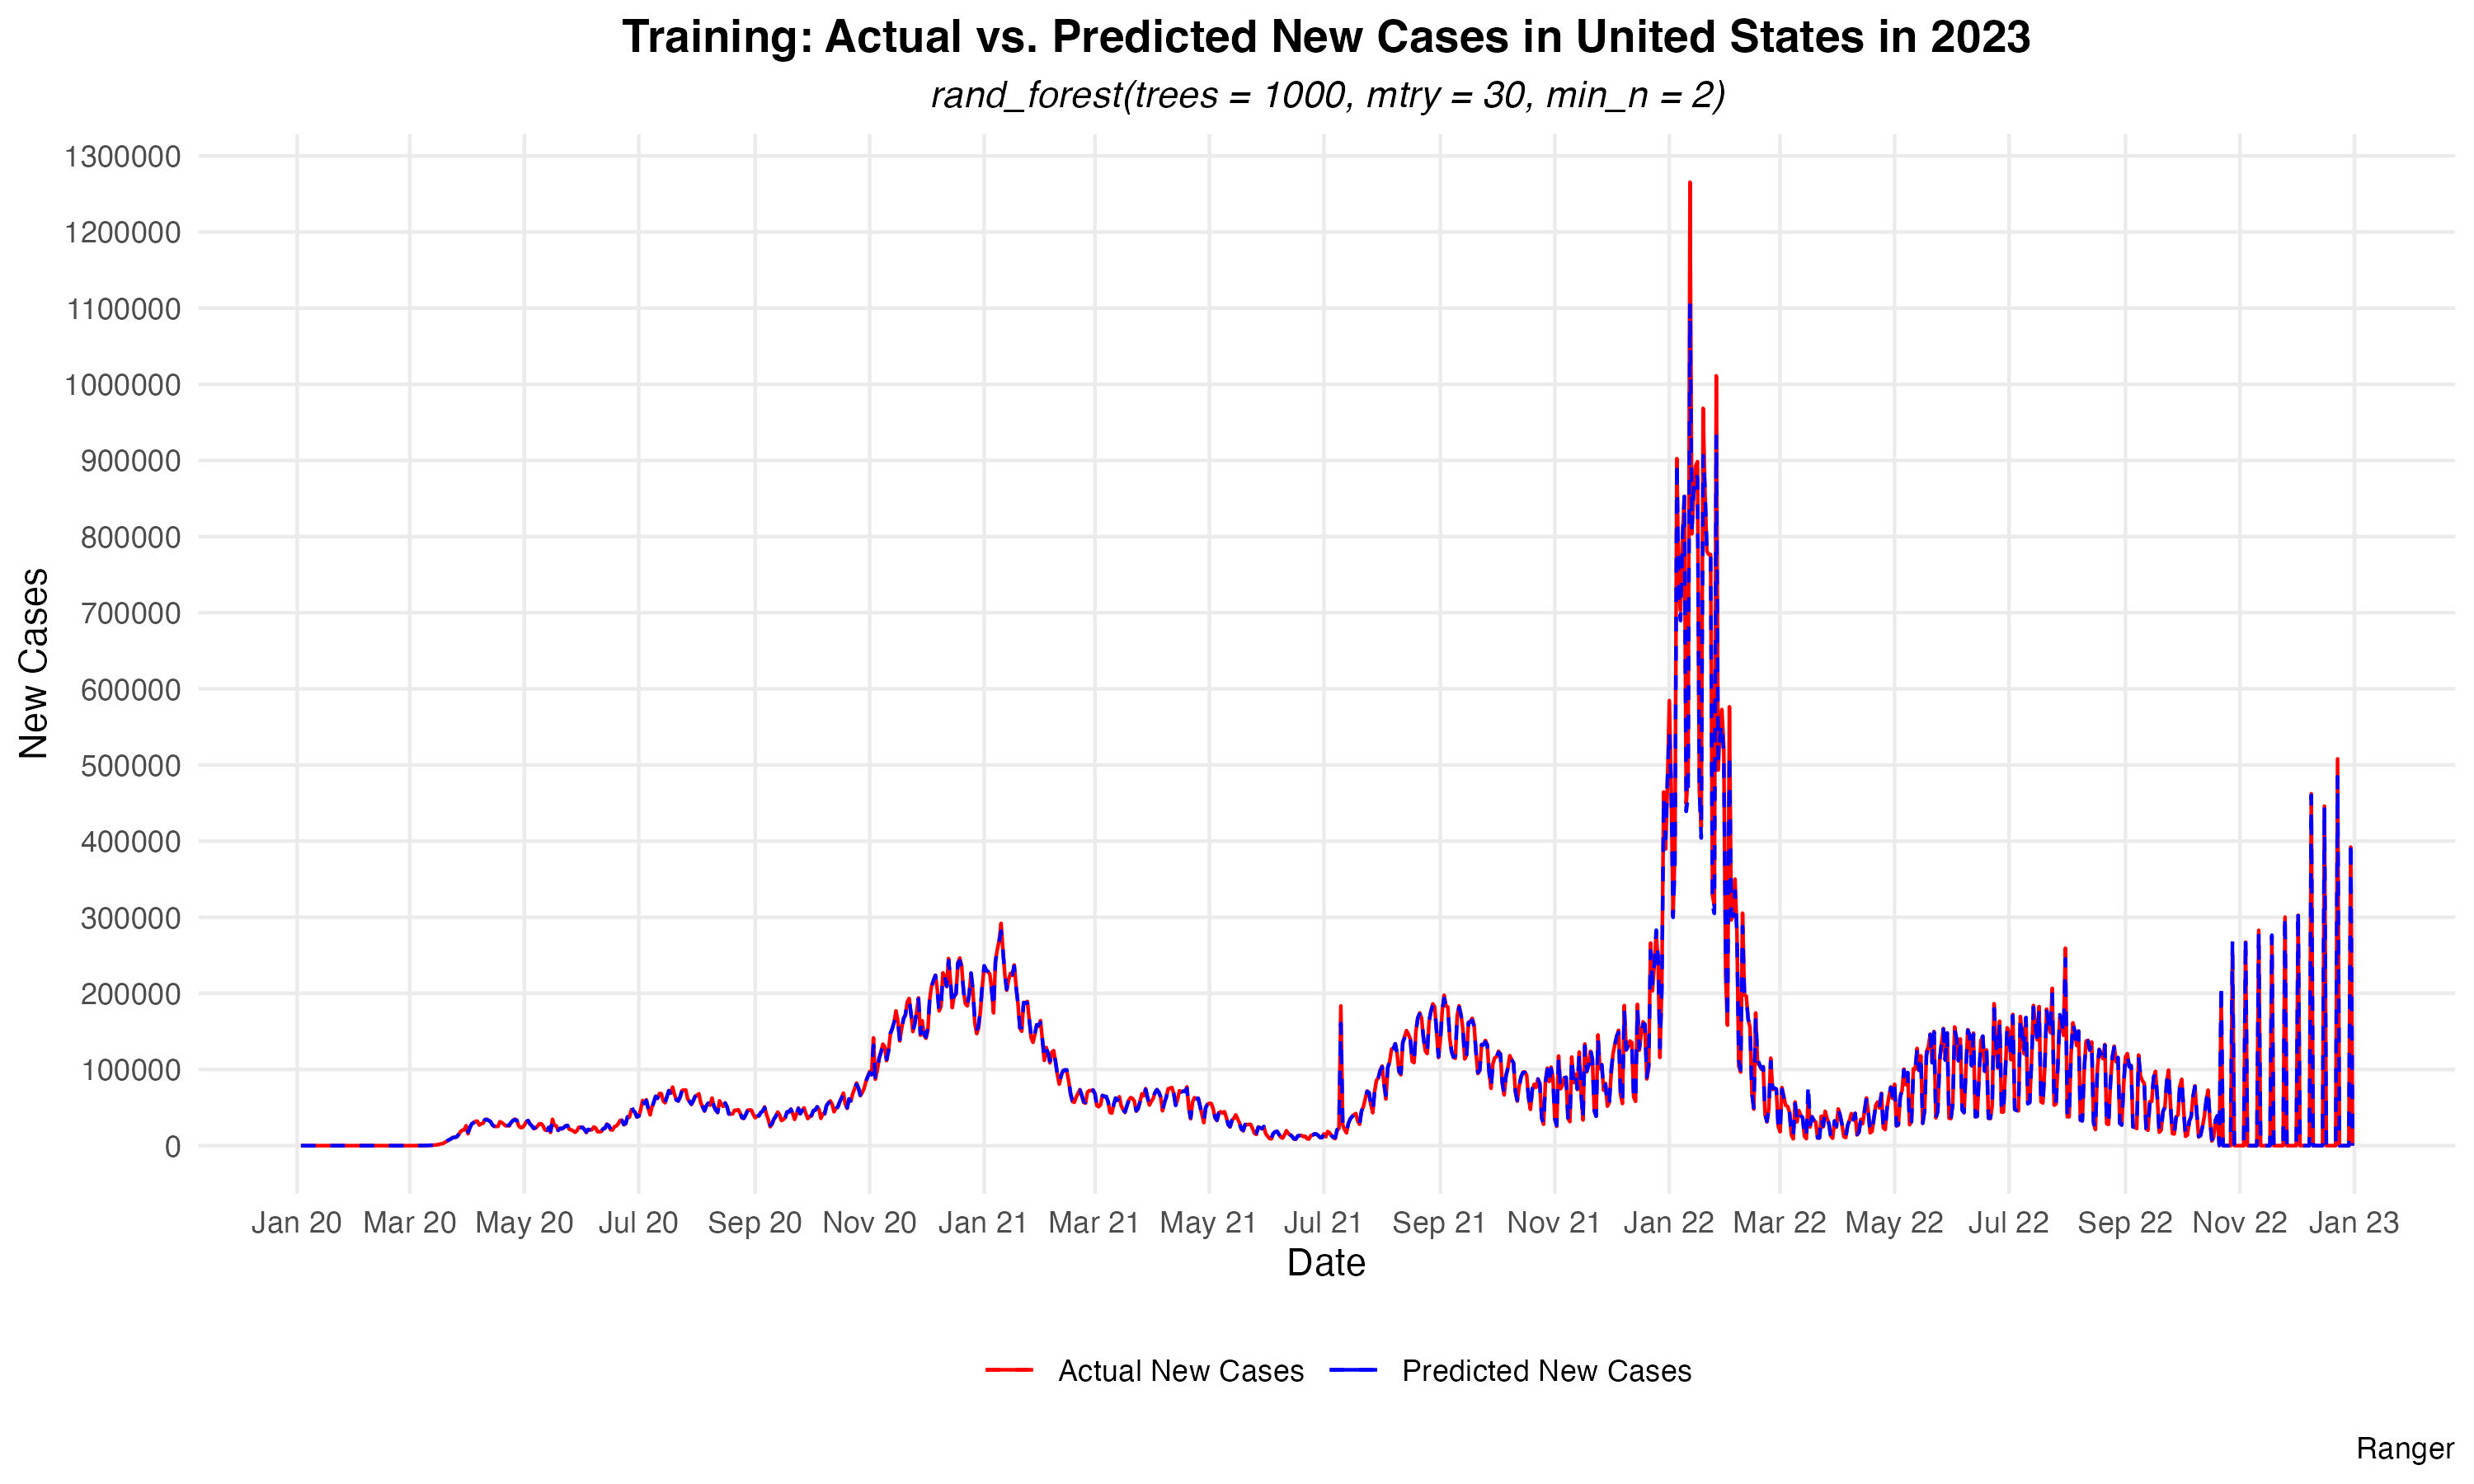 Training: Actual vs. Predicted New Cases in United States in 2023
rand_forest(trees = 1000, mtry = 30, min_n = 2)
1300000
1200000
1100000
1000000
900000
800000
700000
600000
500000
400000
300000
200000
100000
0
New Cases
Jan 20 Mar 20 May 20 Jul 20 Sep 20 Nov 20 Jan 21 Mar 21 May 21 Jul 21 Sep 21 Nov 21 Jan 22 Mar 22 May 22 Jul 22 Sep 22 Nov 22 Jan 23
Date
Actual New Cases Predicted New Cases
Ranger